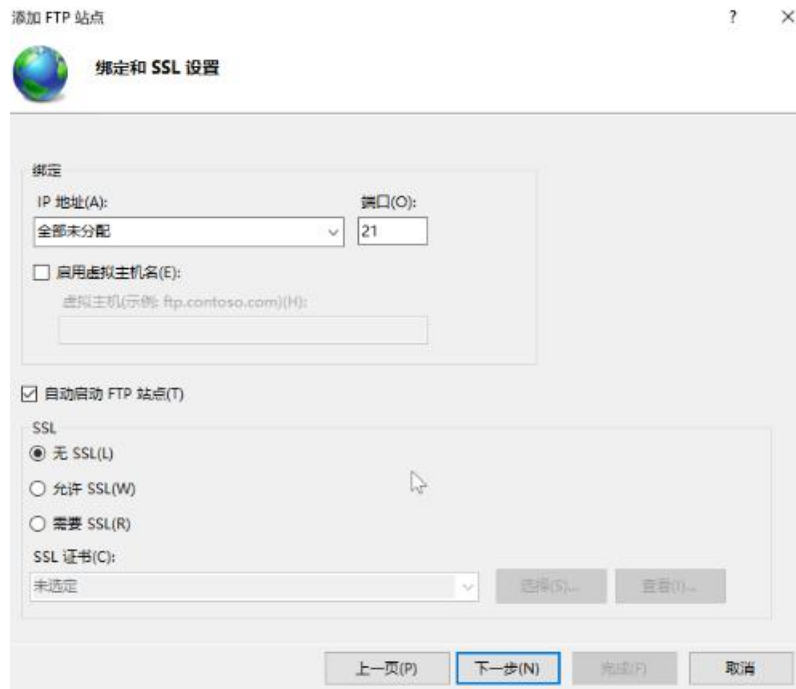 添加 FTP 站点
?
×
绑定和 SSL 设置
绑定
IP 地址(A):
端口(O):
全部未分配
21
启用虚拟主机名(E):
虚拟主机(示例: ftp.contoso.com)(H):
自动启动 FTP 站点(T)
SSL
无 SSL(L)
允许 SSL(W)
需要 SSL(R)
SSL 证书(C):
未选定
选择(S)...
查看(I)...
上一页(P)
下一步(N)
完成(F)
取消